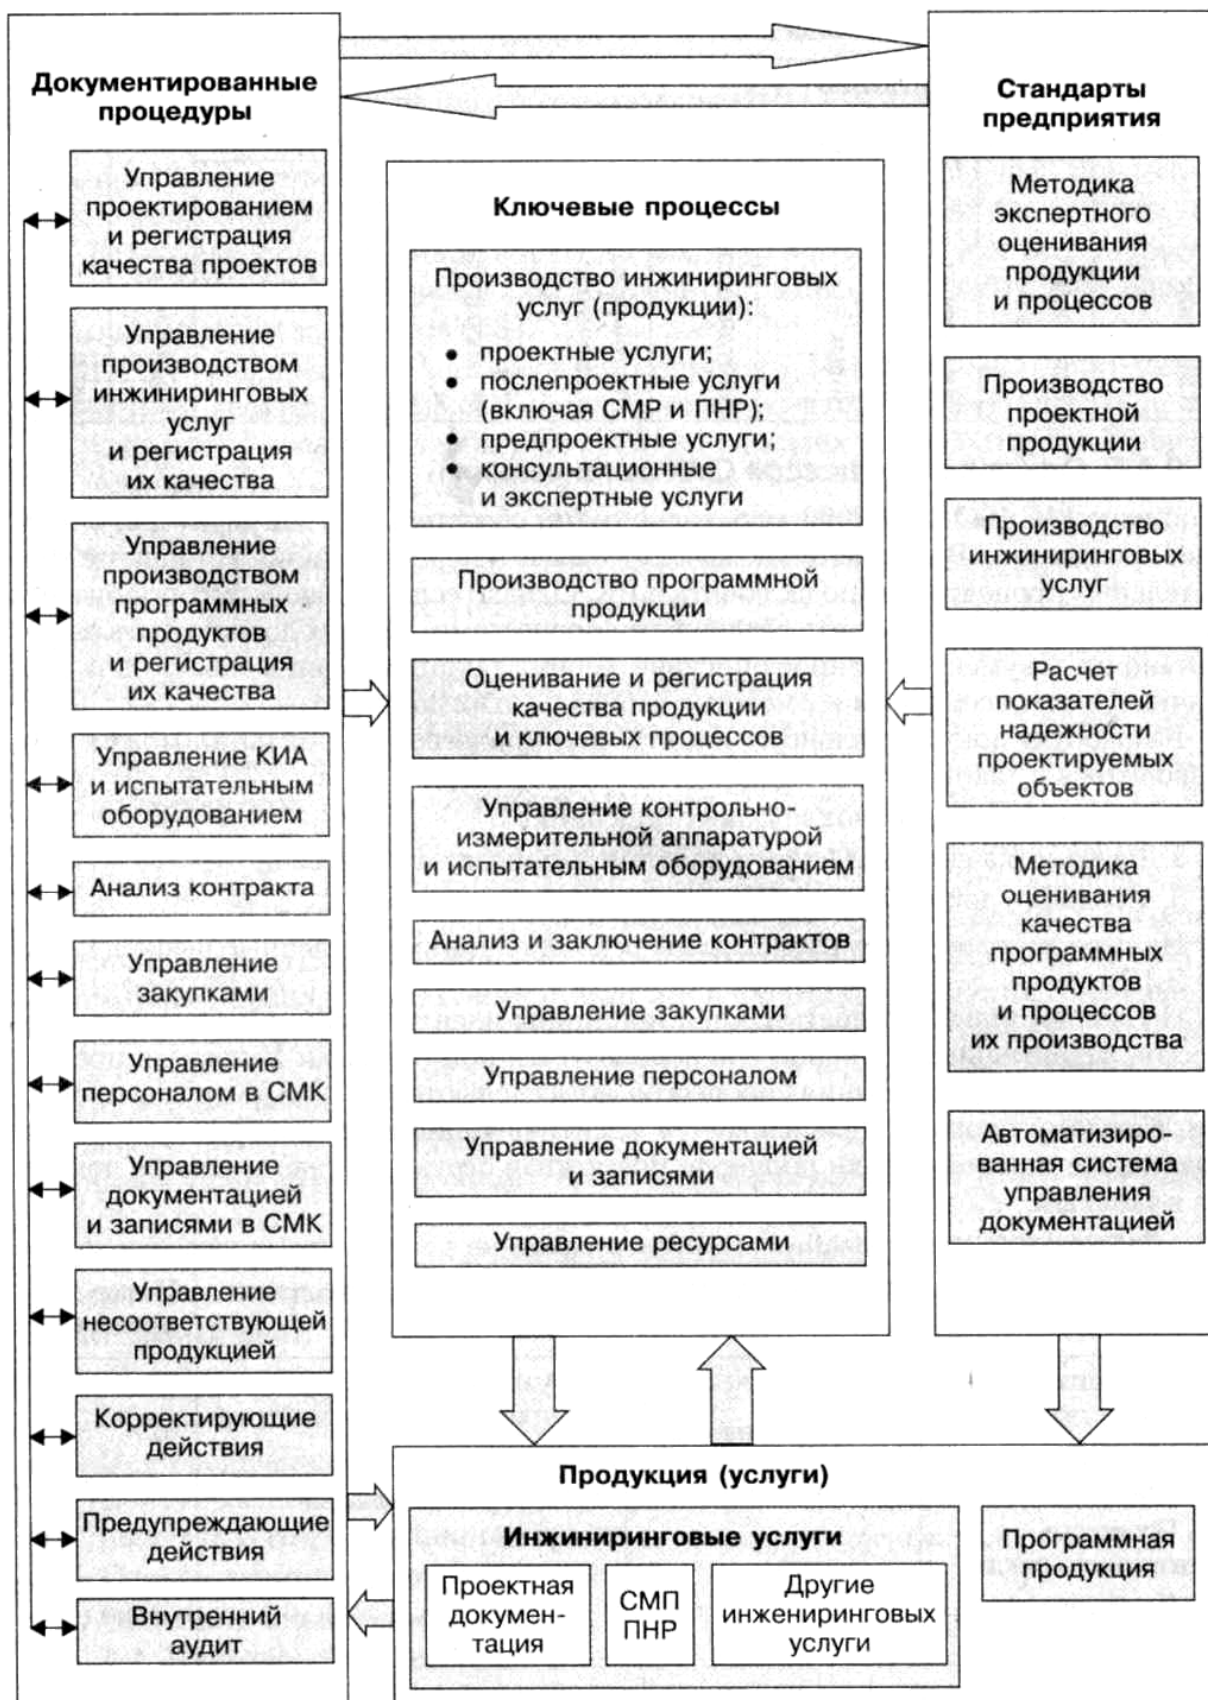 Документированные
процедуры
Управление
проектированием
и регистрация
качества проектов
Управление
производством
инжиниринговых
услуг
и регистрация
их качества
Управление
производством
программных
продуктов
и регистрация
их качества
Управление КИА
и испытательным
оборудованием
Анализ контракта
Управление
закупками
Управление
персоналом в СМК
Управление
документацией
и записями в СМК
Управление
несоответствующей
продукцией
Корректирующие
действия
Предупреждающие
действия
Внутренний
аудит
Ключевые процессы
Производство инжиниринговых
услуг (продукции):
• проектные услуги;
• послепроектные услуги
(включая СМР и ПНР);
• предпроектные услуги;
• консультационные
и экспертные услуги
Производство программной
продукции
Оценивание и регистрация
качества продукции
и ключевых процессов
Управление контрольно-
измерительной аппаратурой
и испытательным оборудованием
Анализ и заключение контрактов
Управление закупками
Управление персоналом
Управление документацией
и записями
Управление ресурсами
Стандарты
предприятия
Методика
экспертного
оценивания
продукции
и процессов
Производство
проектной
продукции
Производство
инжиниринговых
услуг
Расчет
показателей
надежности
проектируемых
объектов
Методика
оценивания
качества
программных
продуктов
и процессов
их производства
Автоматизиро-
ванная система
управления
документацией
Продукция (услуги)
Инжиниринговые услуги
Проектная
докумен-
тация
СМП
ПНР
Другие
инженириговых
услуги
Программная
продукция